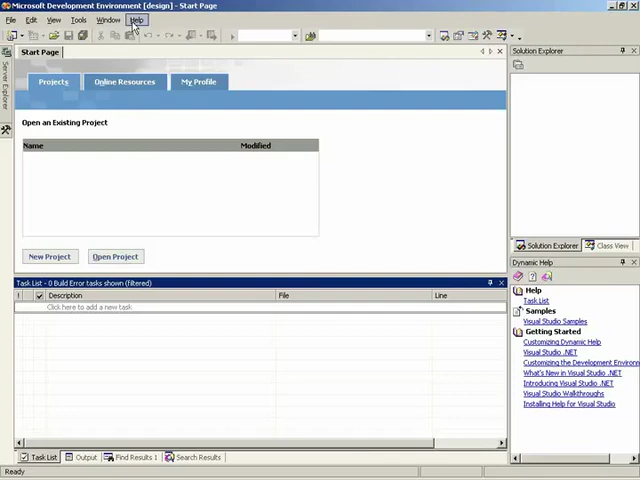 Microsoft Development Environment [design] - Start Page
File Edit View Tools Window Help
Start Page
Projects Online Resources My Profile
Open an Existing Project
Name Modified
New Project Open Project
Server Explorer
Task List - 0 Build Error tasks shown (filtered)
! Description File Line
Click here to add a new task
Task List Output Find Results 1 Search Results
Solution Explorer
Solution Explorer Class View
Dynamic Help
Help
Task List
Samples
Visual Studio Samples
Getting Started
Customizing Dynamic Help
Visual Studio .NET
Customizing the Development Environm
What's New in Visual Studio .NET
Introducing Visual Studio .NET
Visual Studio Walkthroughs
Installing Help for Visual Studio
Ready